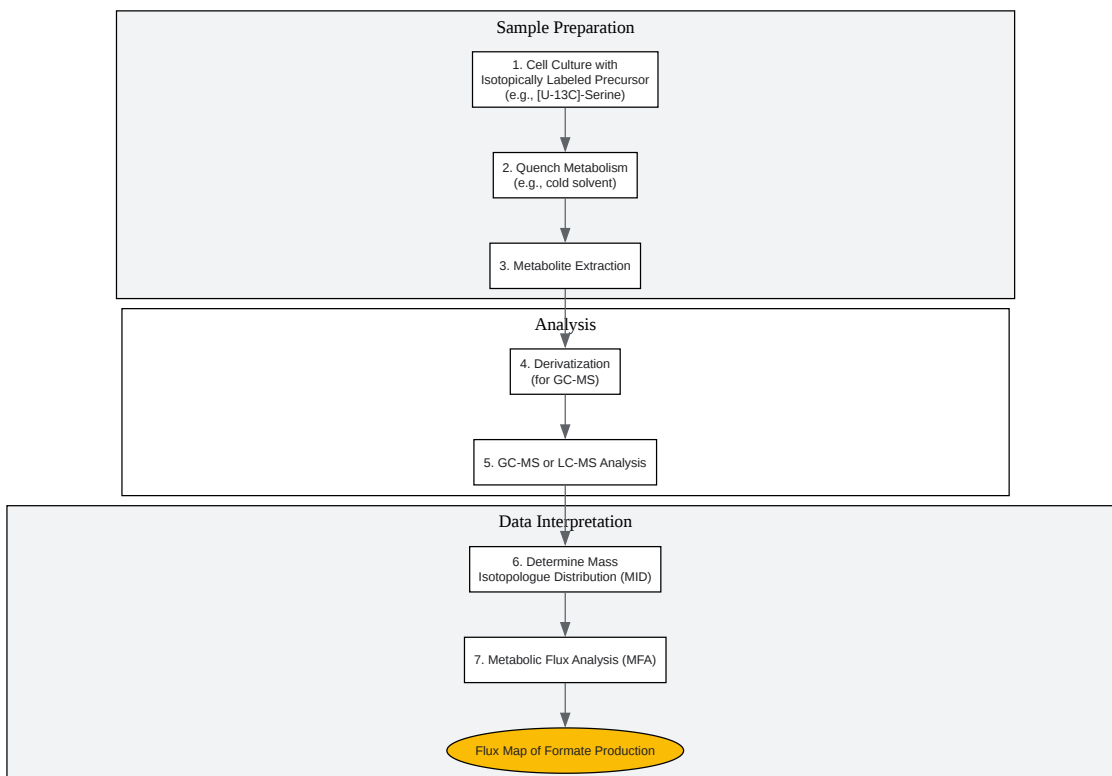 Sample Preparation
1. Cell Culture with
Isotopically Labeled Precursor
(e.g., [U-13C]-Serine)
2. Quench Metabolism
(e.g., cold solvent)
3. Metabolite Extraction
Analysis
4. Derivatization
(for GC-MS)
5. GC-MS or LC-MS Analysis
Data Interpretation
6. Determine Mass
Isotopologue Distribution (MID)
7. Metabolic Flux Analysis (MFA)
Flux Map of Formate Production